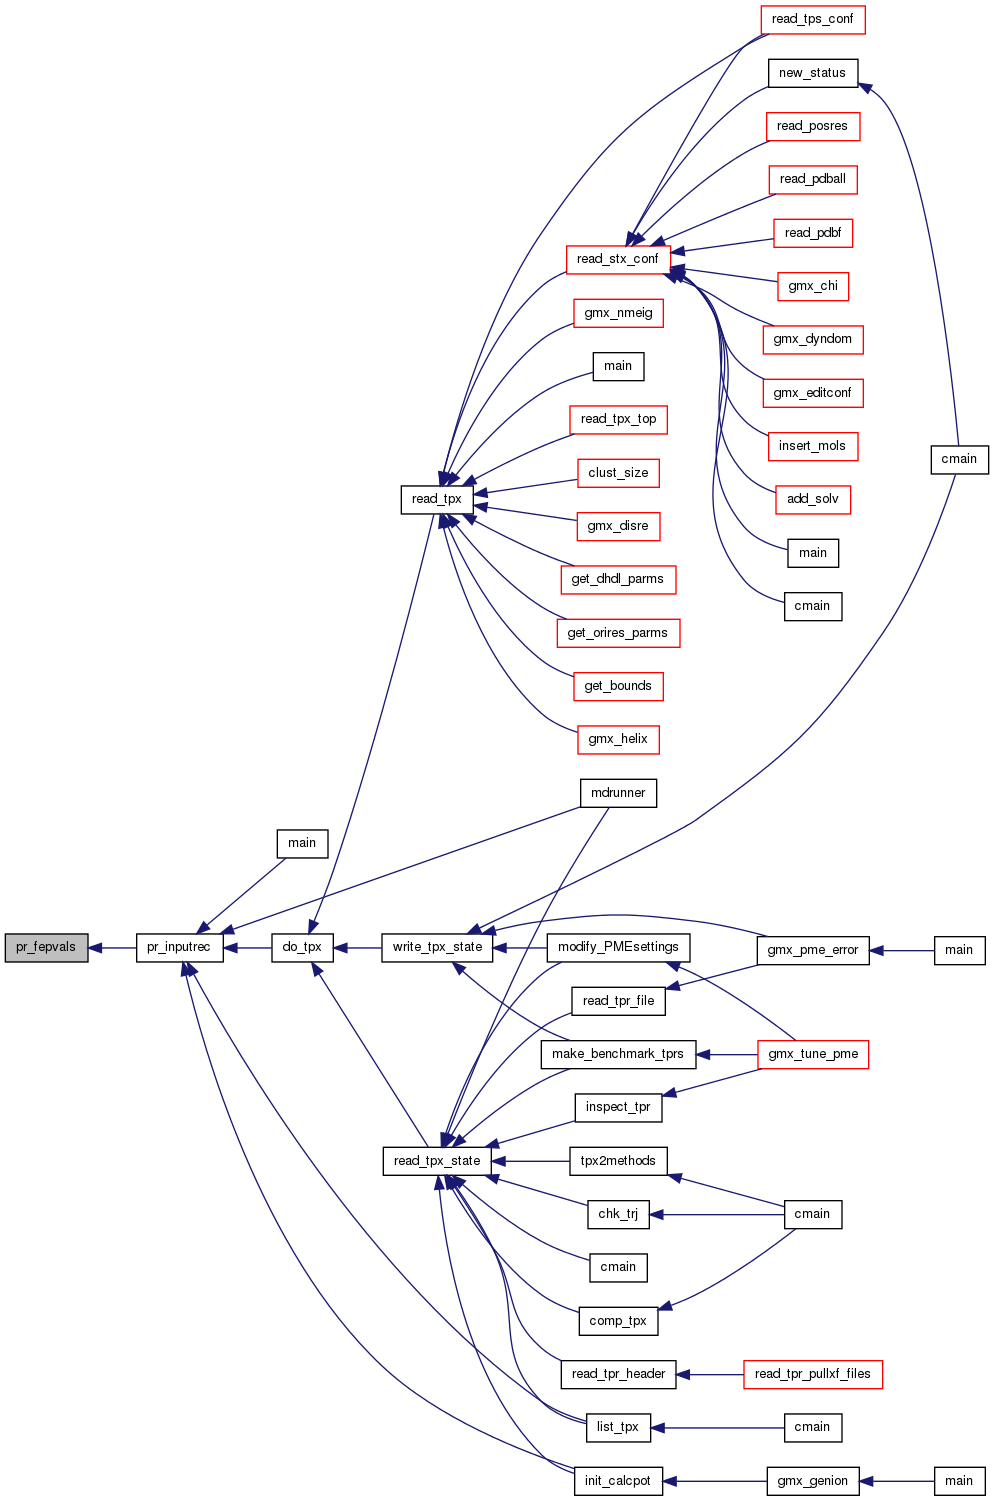 read_tps_conf
new_status
read_posres
read_pdball
read_pdbf
read_stx_conf
gmx_chi
gmx_nmeig
gmx_dyndom
main
gmx_editconf
read_tpx_top
insert_mols
cmain
clust_size
read_tpx
add_solv
gmx_disre
main
get_dhdl_parms
cmain
get_orires_parms
get_bounds
gmx_helix
mdrunner
main
pr_fepvals
pr_inputrec
do_tpx
write_tpx_state
modify_PMEsettings
gmx_pme_error
main
read_tpr_file
make_benchmark_tprs
gmx_tune_pme
inspect_tpr
read_tpx_state
tpx2methods
chk_trj
cmain
cmain
comp_tpx
read_tpr_header
read_tpr_pullxf_files
list_tpx
cmain
init_calcpot
gmx_genion
main